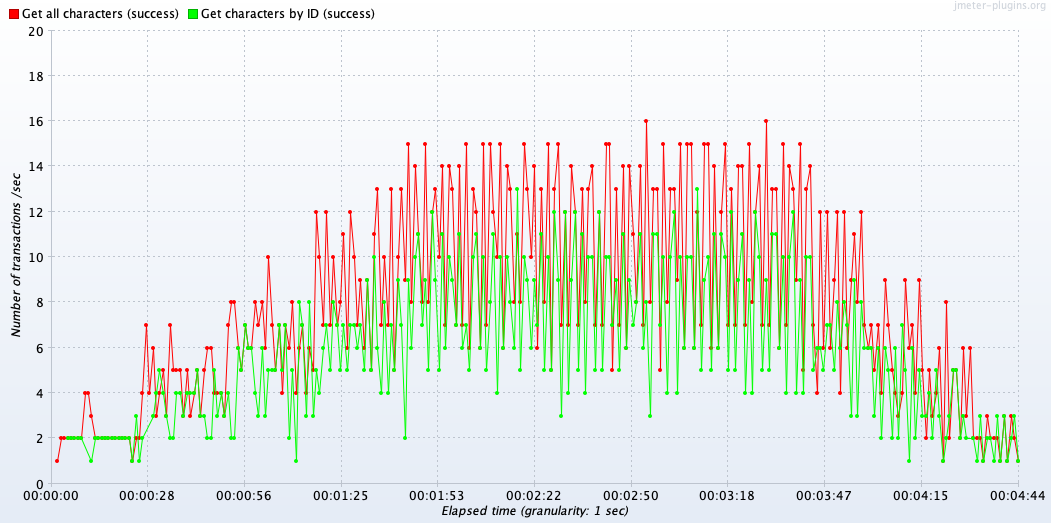 jmeter-plugins.org
Get all characters (success) Get characters by ID (success)
20
18
16
14
12
10
8
6
4
2
0
Number of transactions /sec
00:00:00 00:00:28 00:00:56 00:01:25 00:01:53 00:02:22 00:02:50 00:03:18 00:03:47 00:04:15 00:04:44
Elapsed time (granularity: 1 sec)